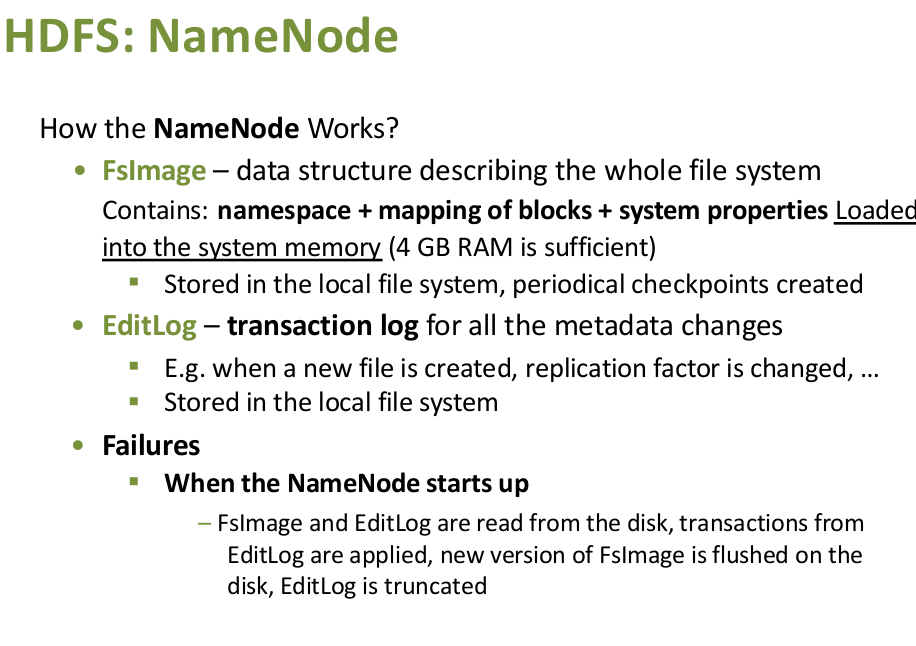 HDFS: NameNode
How the NameNode Works?
• FsImage – data structure describing the whole file system
Contains: namespace + mapping of blocks + system properties Loaded
into the system memory (4 GB RAM is sufficient)
▪ Stored in the local file system, periodical checkpoints created
• EditLog – transaction log for all the metadata changes
▪ E.g. when a new file is created, replication factor is changed, …
▪ Stored in the local file system
• Failures
▪ When the NameNode starts up
– FsImage and EditLog are read from the disk, transactions from
EditLog are applied, new version of FsImage is flushed on the
disk, EditLog is truncated